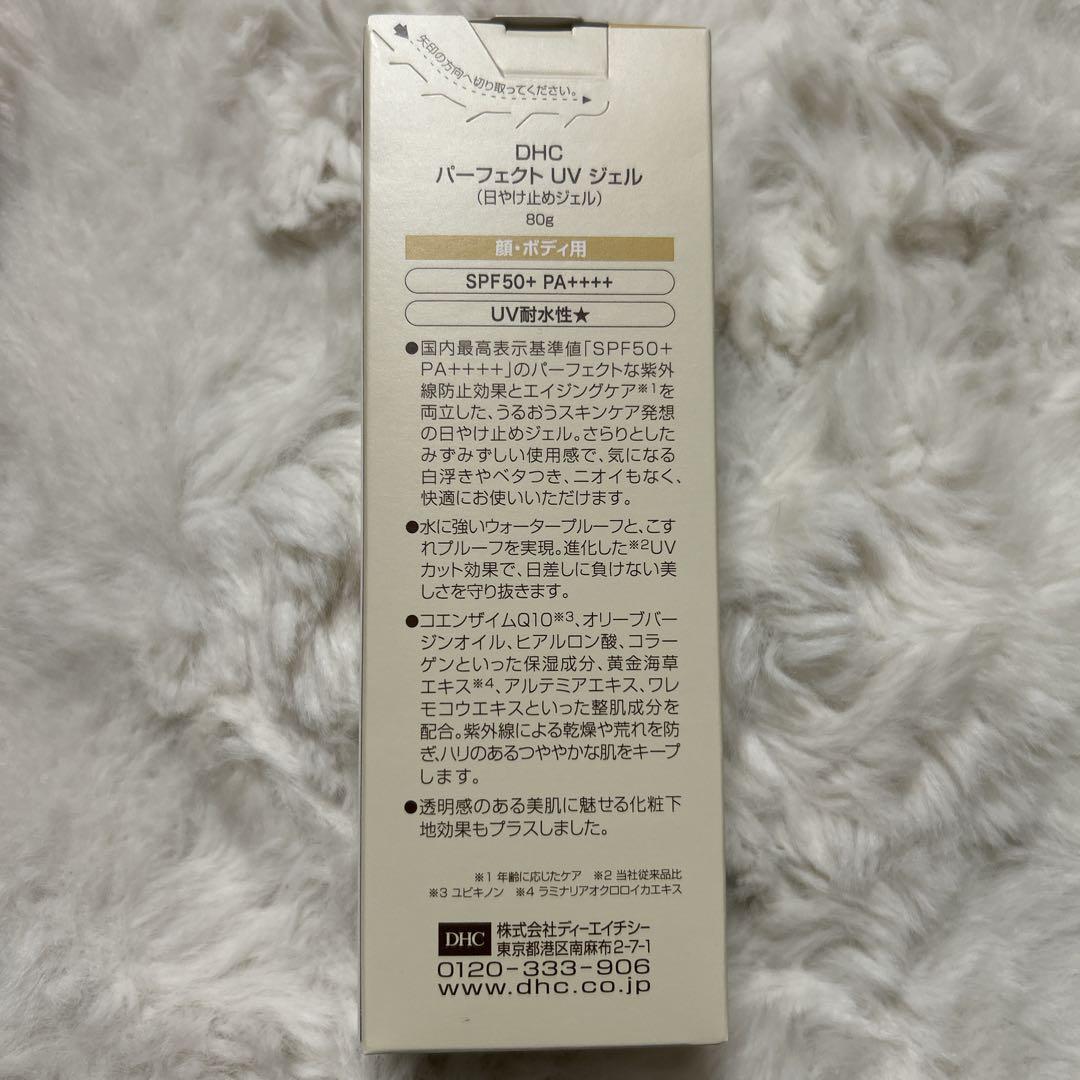 矢印の方向へ切り取ってください。
DHC
パーフェクト UV ジェル
(日やけ止めジェル)
80g
顔・ボディ用
SPF50+ PA++++
UV耐水性★
●国内最高表示基準値「SPF50+
PA++++」のパーフェクトな紫外
線防止効果とエイジングケア※1を
両立した、うるおうスキンケア発想
の日やけ止めジェル。さらりとした
みずみずしい使用感で、気になる
白浮きやベタつき、ニオイもなく、
快適にお使いいただけます。
●水に強いウォータープルーフと、こす
れプルーフを実現。進化した※2UV
カット効果で、日差しに負けない美
しさを守り抜きます。
●コエンザイムQ10※3、オリーブバー
ジンオイル、ヒアルロン酸、コラー
ゲンといった保湿成分、黄金海草
エキス※4、アルテミアエキス、ワレ
モコウエキスといった整肌成分を
配合。紫外線による乾燥や荒れを防
ぎ、ハリのあるつややかな肌をキープ
します。
●透明感のある美肌に魅せる化粧下
地効果もプラスしました。
※1 年齢に応じたケア ※2 当社従来品比
※3 ユビキノン ※4 ラミナリアオクロロイカエキス
DHC 株式会社ディーエイチシー
東京都港区南麻布2-7-1
0120-333-906
www.dhc.co.jp